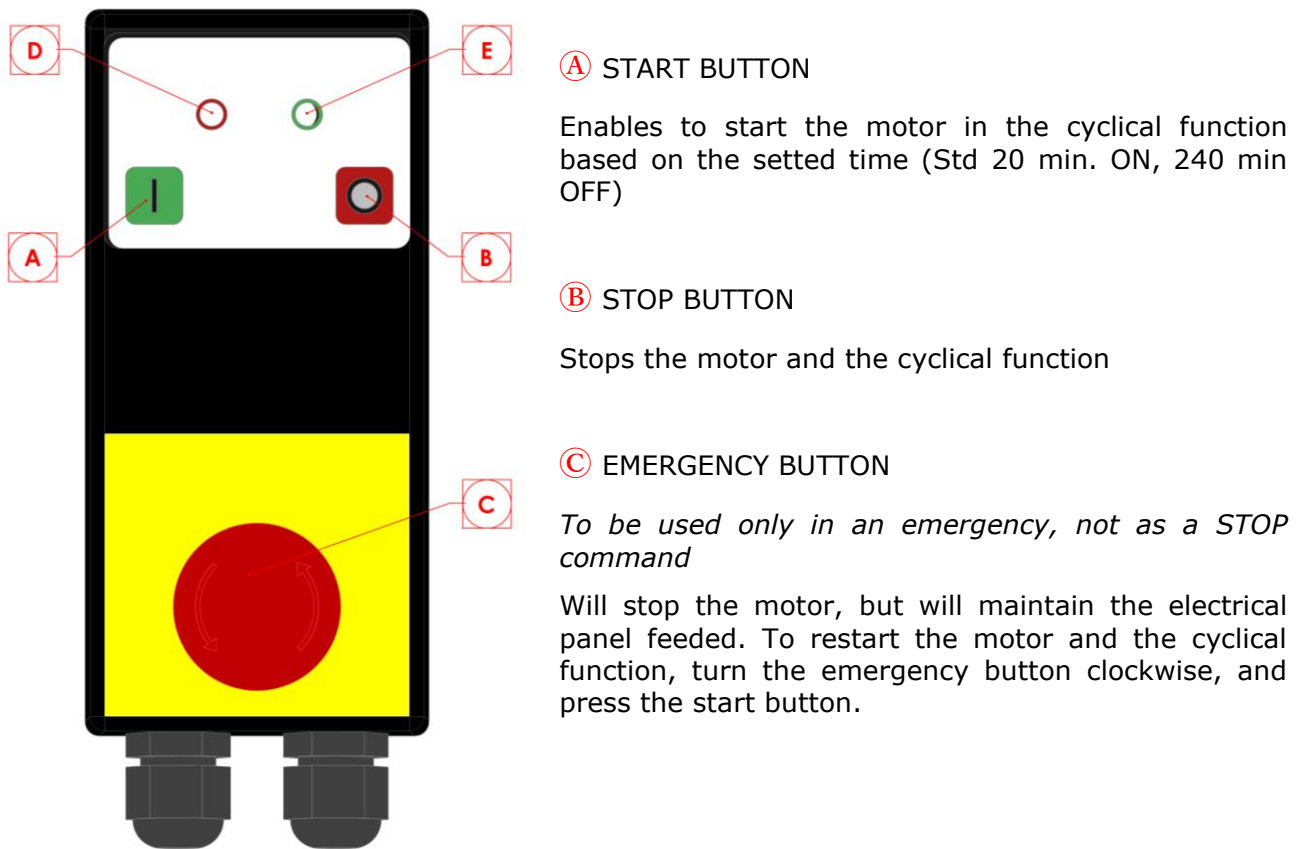 D
E
A
B
C
Ⓐ START BUTTON
Enables to start the motor in the cyclical function
based on the setted time (Std 20 min. ON, 240 min
OFF)
Ⓑ STOP BUTTON
Stops the motor and the cyclical function
Ⓒ EMERGENCY BUTTON
To be used only in an emergency, not as a STOP
command
Will stop the motor, but will maintain the electrical
panel feeded. To restart the motor and the cyclical
function, turn the emergency button clockwise, and
press the start button.